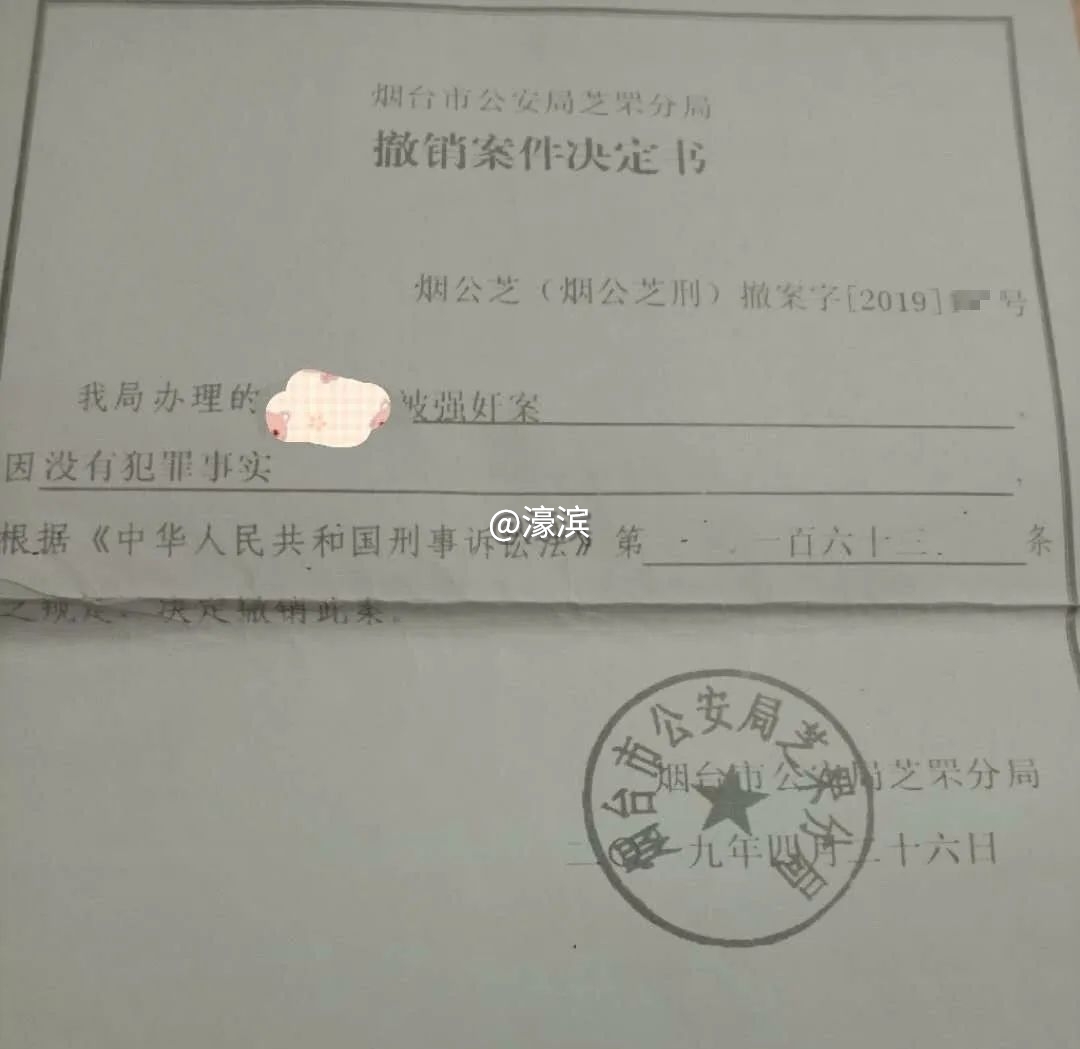 烟台市公安局芝罘分局
撤销案件决定书
烟公芝（烟公芝刑）撤案字[2019] 号
我局办理的 被强奸案，
因没有犯罪事实，
根据《中华人民共和国刑事诉讼法》第 一百六十三 条
之规定，决定撤销此案。
@濠滨
烟台市公安局芝罘分局
烟台市公安局芝罘分局
二〇一九年四月二十六日